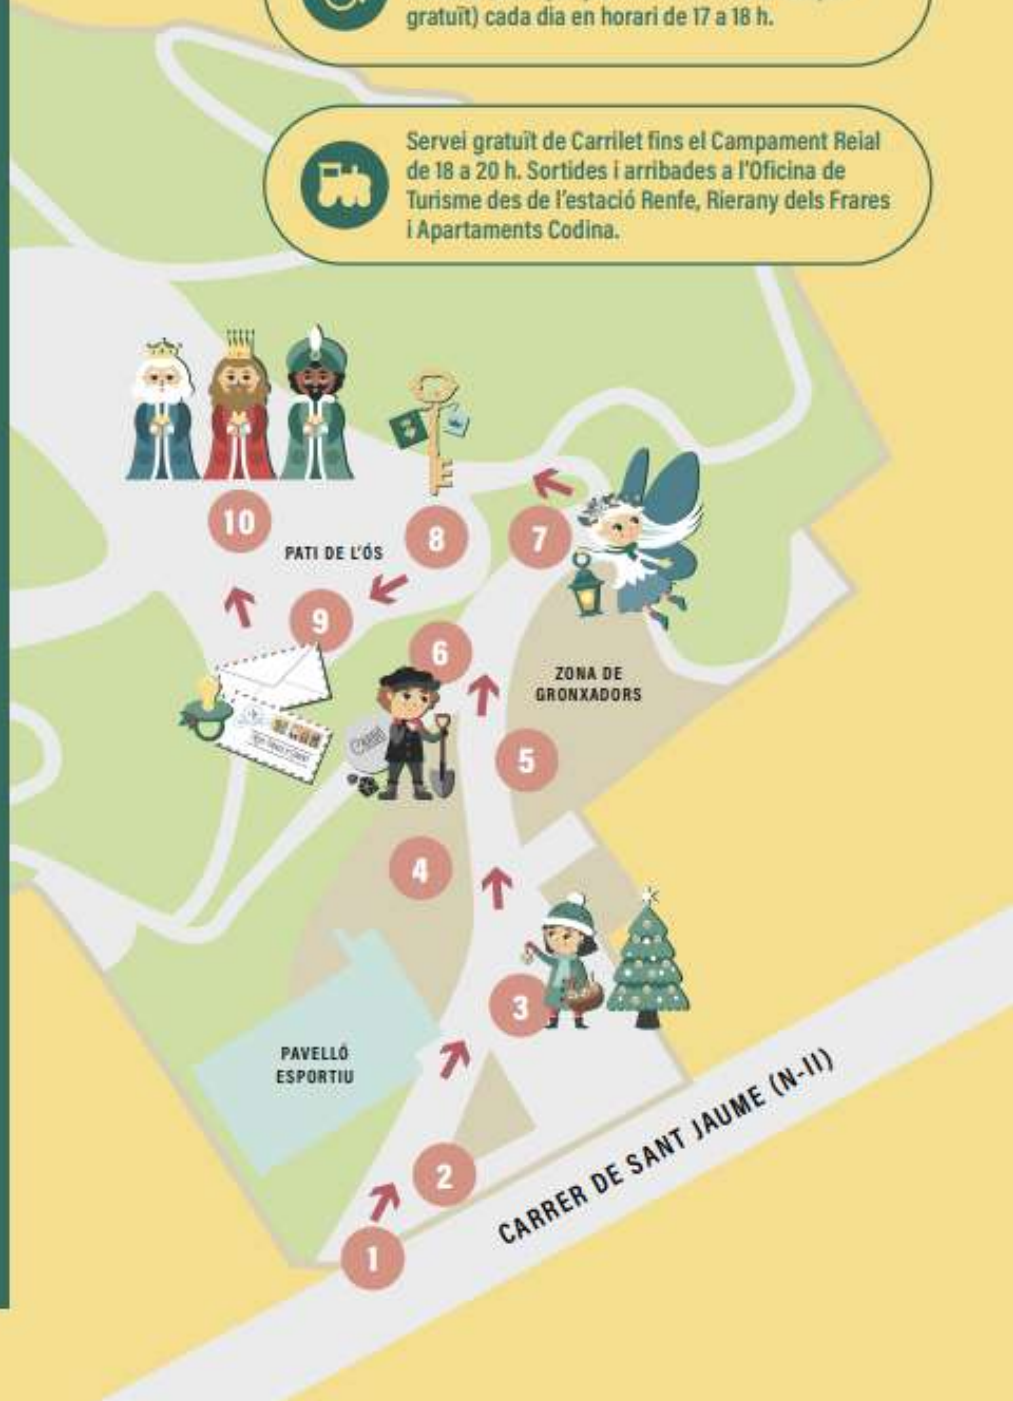 gratuït) cada dia en horari de 17 a 18 h.
Servei gratuït de Carrilet fins el Campament Reial
de 18 a 20 h. Sortides i arribades a l'Oficina de
Turisme des de l'estació Renfe, Rierany dels Frares
i Apartaments Codina.
10
PATI DE L'ÓS
8
7
9
6
ZONA DE
GRONXADORS
5
4
3
PAVELLÓ
ESPORTIU
2
CARRER DE SANT JAUME (N-II)
1